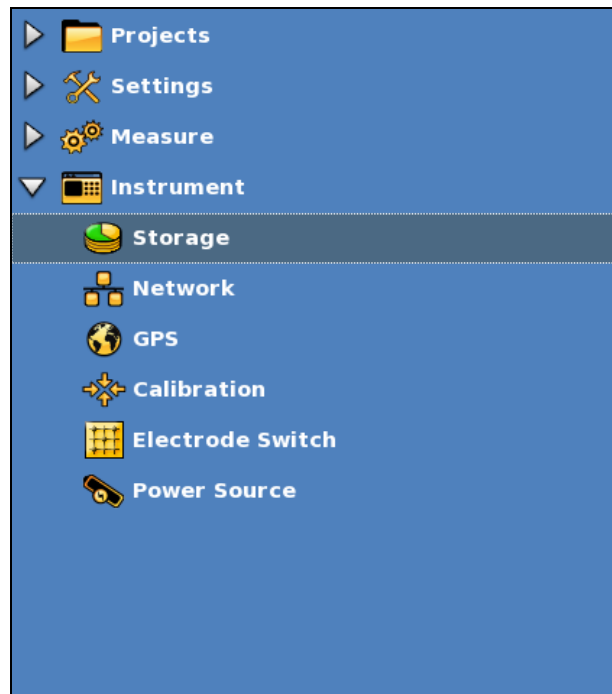 Projects
Settings
Measure
Instrument
Storage
Network
GPS
Calibration
Electrode Switch
Power Source